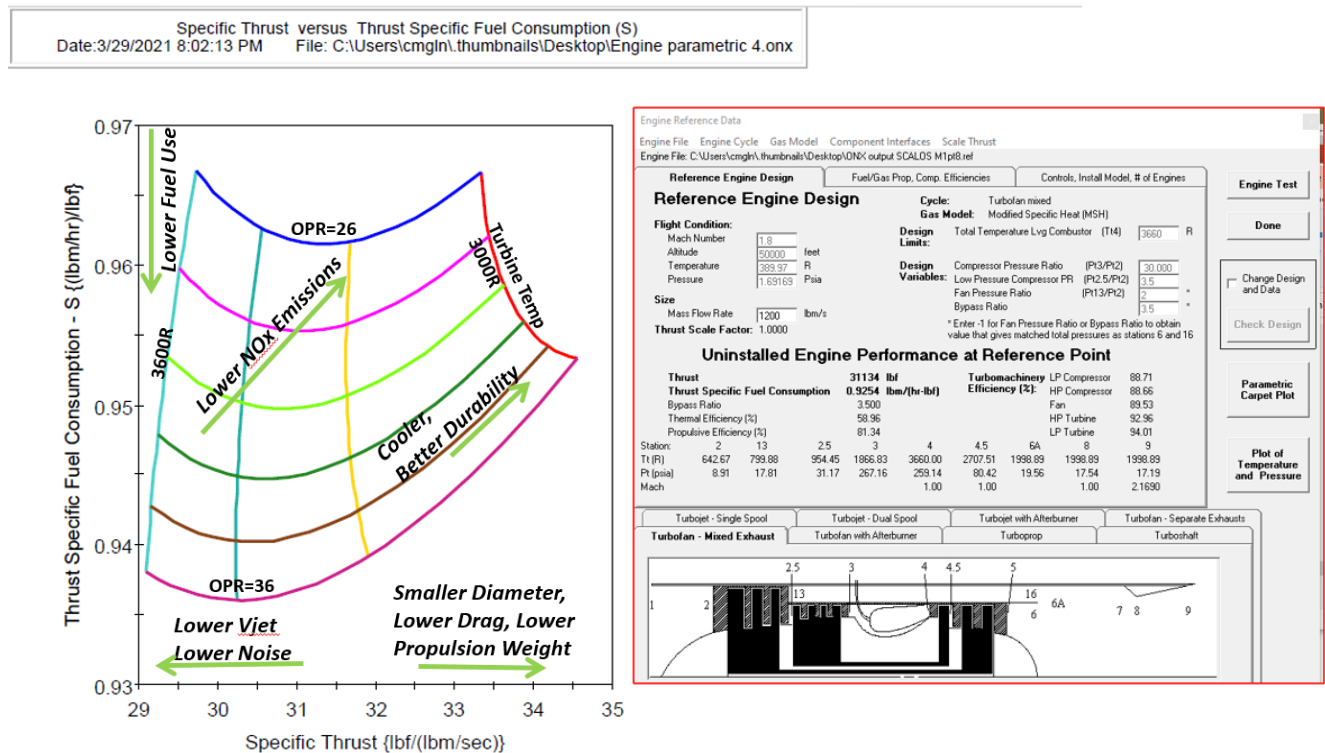 Specific Thrust versus Thrust Specific Fuel Consumption (S)
Date:3/29/2021 8:02:13 PM File: C:\Users\cmgln\.thumbnails\Desktop\Engine parametric 4.onx
Thrust Specific Fuel Consumption - S {(lbm/hr)/lbf}
0.97
0.96
0.95
0.94
0.93
29 30 31 32 33 34 35
Specific Thrust {lbf/(lbm/sec)}
Lower Fuel Use
OPR=26
Turbine Temp
3000R
3600R
Lower NOx Emissions
Cooler,
Better Durability
OPR=36
Lower Vjet
Lower Noise
Smaller Diameter,
Lower Drag, Lower
Propulsion Weight
Engine Reference Data
Engine File Engine Cycle Gas Model Component Interfaces Scale Thrust
Engine File: C:\Users\cmgln\.thumbnails\Desktop\ONX output SCALOS M1pt8.ref
Reference Engine Design Fuel/Gas Prop, Comp. Efficiencies Controls, Install Model, # of Engines
Reference Engine Design
Cycle: Turbofan mixed
Gas Model: Modified Specific Heat (MSH)
Flight Condition:
Mach Number 1.8
Altitude 50000 feet
Temperature 389.97 R
Pressure 1.69169 Psia
Size
Mass Flow Rate 1200 lbm/s
Thrust Scale Factor: 1.0000
Design Limits: Total Temperature Lvg Combustor (Tt4) 3660 R
Design Variables:
Compressor Pressure Ratio (Pt3/Pt2) 30.000
Low Pressure Compressor PR (Pt2.5/Pt2) 3.5
Fan Pressure Ratio (Pt13/Pt2) 2 *
Bypass Ratio 3.5 *
* Enter -1 for Fan Pressure Ratio or Bypass Ratio to obtain
value that gives matched total pressures as stations 6 and 16
Uninstalled Engine Performance at Reference Point
Thrust 31134 lbf
Thrust Specific Fuel Consumption 0.9254 lbm/(hr-lbf)
Bypass Ratio 3.500
Thermal Efficiency (%) 58.96
Propulsive Efficiency (%) 81.34
Turbomachinery Efficiency (%):
LP Compressor 88.71
HP Compressor 88.66
Fan 89.53
HP Turbine 92.96
LP Turbine 94.01
Station: 2 13 2.5 3 4 4.5 6A 8 9
Tt (R) 642.67 799.88 954.45 1866.83 3660.00 2707.51 1998.89 1998.89 1998.89
Pt (psia) 8.91 17.81 31.17 267.16 259.14 80.42 19.56 17.54 17.19
Mach 1.00 1.00 1.00 2.1690
Engine Test
Done
Change Design
and Data
Check Design
Parametric
Carpet Plot
Plot of
Temperature
and Pressure
Turbojet - Single Spool Turbojet - Dual Spool Turbojet with Afterburner Turbofan - Separate Exhausts
Turbofan - Mixed Exhaust Turbofan with Afterburner Turboprop Turboshaft
2.5 3 4 4.5 5
1 2 13 16 6A 6 7 8 9